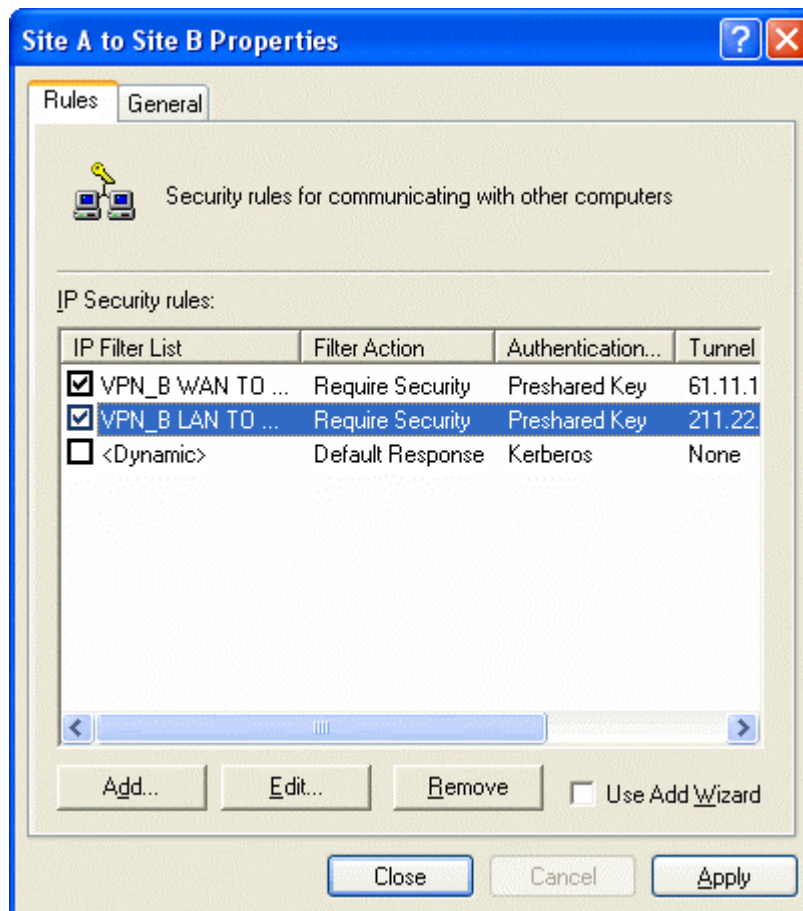 Site A to Site B Properties
Rules General
Security rules for communicating with other computers
IP Security rules:
IP Filter List Filter Action Authentication... Tunnel
VPN_B WAN TO ... Require Security Preshared Key 61.11.1
VPN_B LAN TO ... Require Security Preshared Key 211.22.
<Dynamic> Default Response Kerberos None
Add... Edit... Remove Use Add Wizard
Close Cancel Apply